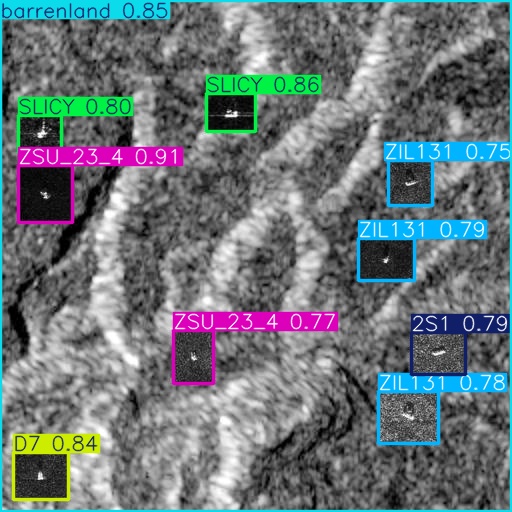 barrenland 0.85
SLICY 0.86
SLICY 0.80
ZSU_23_4 0.91
ZIL131 0.75
ZIL131 0.79
ZSU_23_4 0.77
2S1 0.79
ZIL131 0.78
D7 0.84